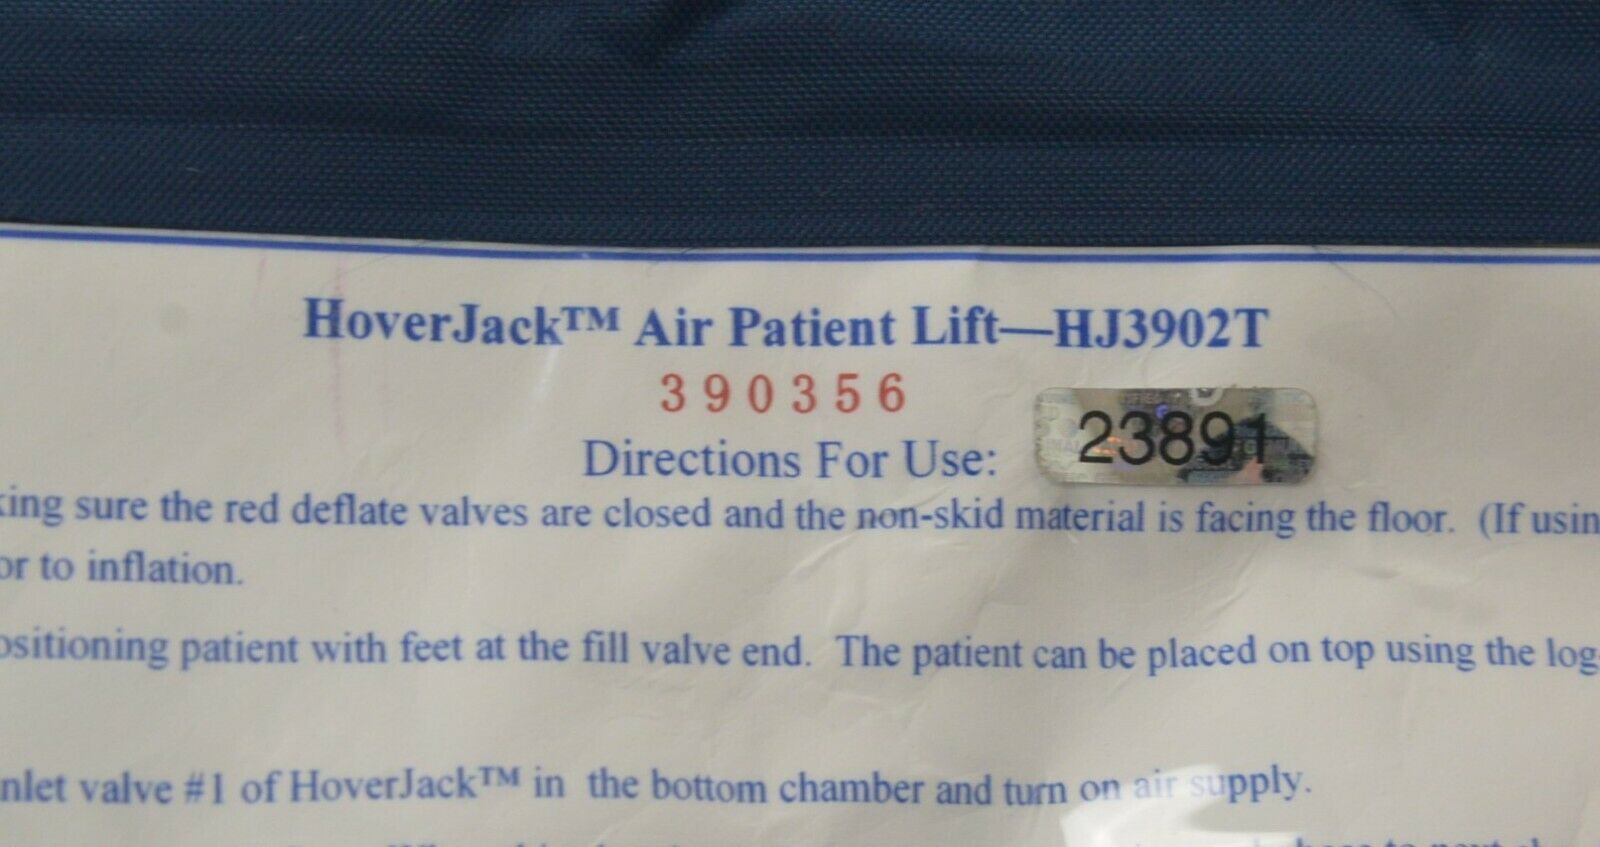 HoverJack™ Air Patient Lift—HJ3902T
390356
23891
Directions For Use:
king sure the red deflate valves are closed and the non-skid material is facing the floor. (If usin
or to inflation.
ositioning patient with feet at the fill valve end. The patient can be placed on top using the log-
nlet valve #1 of HoverJack™ in the bottom chamber and turn on air supply.